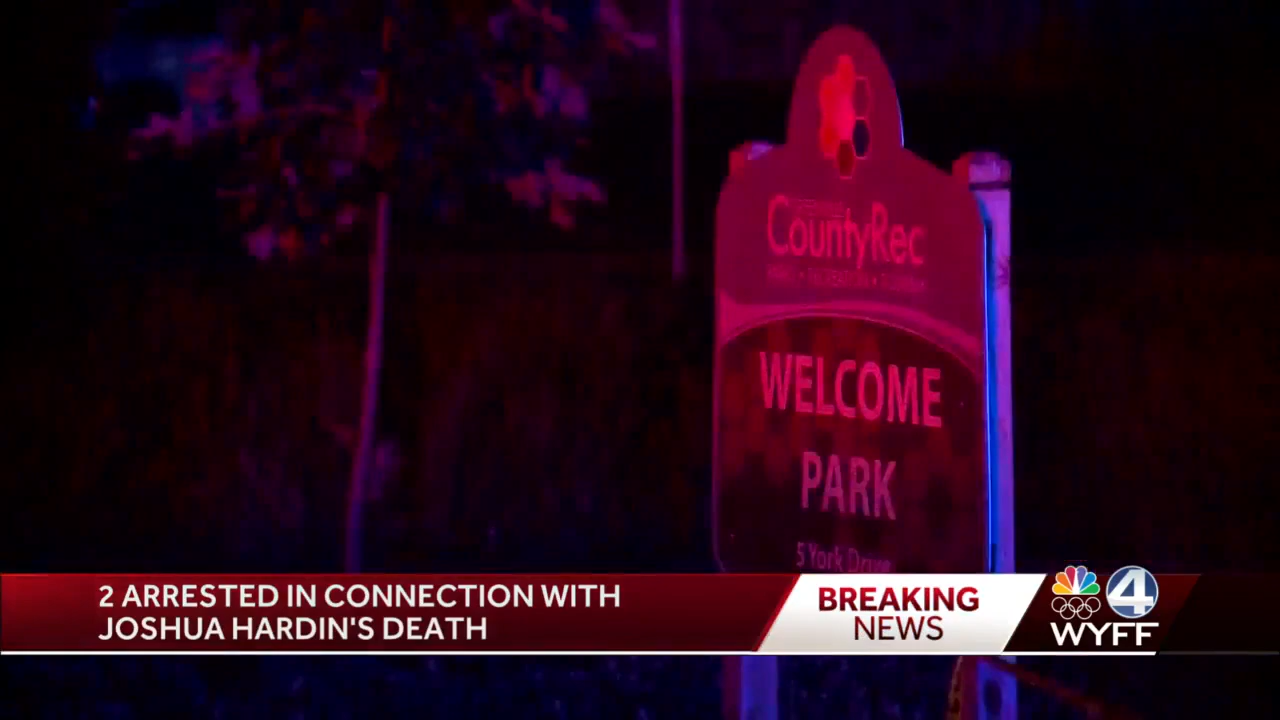 CountyRec
WELCOME
PARK
5 York Drive
2 ARRESTED IN CONNECTION WITH
JOSHUA HARDIN'S DEATH
BREAKING
NEWS
4
WYFF